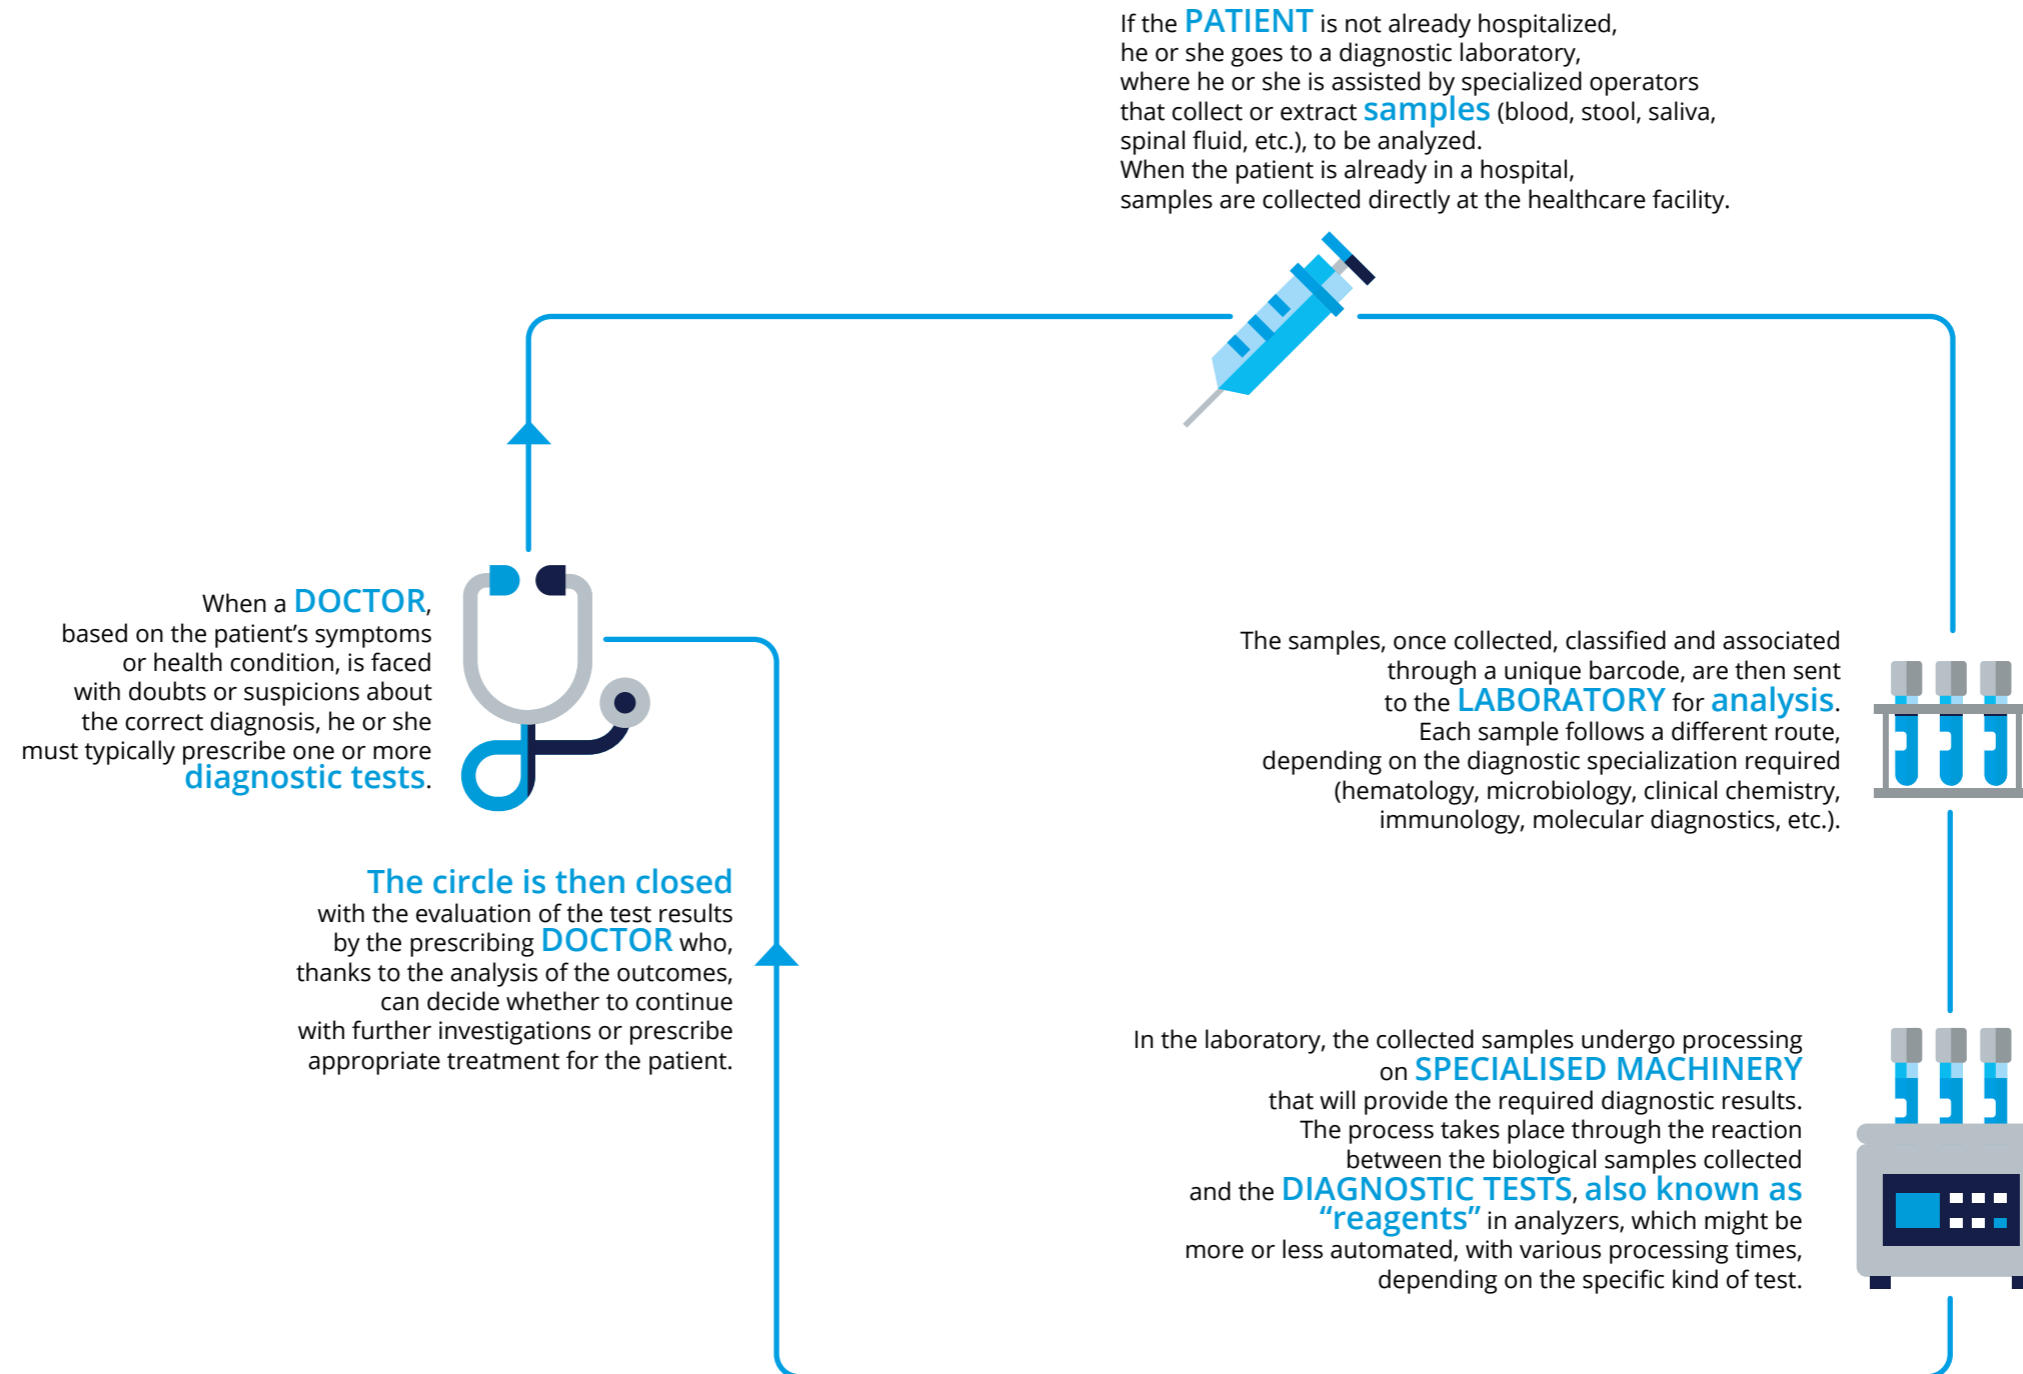 If the PATIENT is not already hospitalized,
he or she goes to a diagnostic laboratory,
where he or she is assisted by specialized operators
that collect or extract samples (blood, stool, saliva,
spinal fluid, etc.), to be analyzed.
When the patient is already in a hospital,
samples are collected directly at the healthcare facility.
When a DOCTOR,
based on the patient’s symptoms
or health condition, is faced
with doubts or suspicions about
the correct diagnosis, he or she
must typically prescribe one or more
diagnostic tests.
The samples, once collected, classified and associated
through a unique barcode, are then sent
to the LABORATORY for analysis.
Each sample follows a different route,
depending on the diagnostic specialization required
(hematology, microbiology, clinical chemistry,
immunology, molecular diagnostics, etc.).
The circle is then closed
with the evaluation of the test results
by the prescribing DOCTOR who,
thanks to the analysis of the outcomes,
can decide whether to continue
with further investigations or prescribe
appropriate treatment for the patient.
In the laboratory, the collected samples undergo processing
on SPECIALISED MACHINERY
that will provide the required diagnostic results.
The process takes place through the reaction
between the biological samples collected
and the DIAGNOSTIC TESTS, also known as
“reagents” in analyzers, which might be
more or less automated, with various processing times,
depending on the specific kind of test.